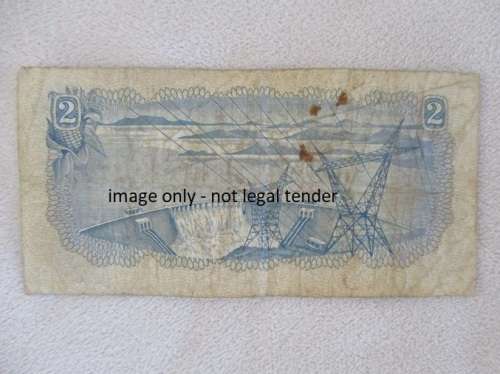 2 2
image only - not legal tender